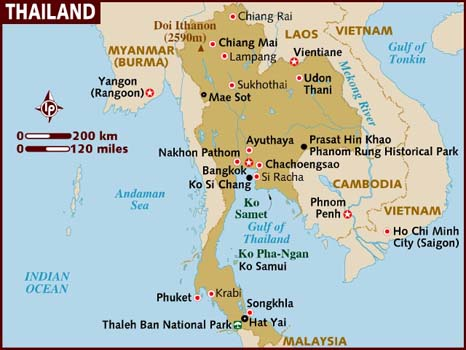 THAILAND
Chiang Rai
Doi Ithanon
(2590m)
Chiang Mai
LAOS
VIETNAM
MYANMAR
(BURMA)
Lampang
Vientiane
Gulf of
Tonkin
Yangon
(Rangoon)
Sukhothai
Udon
Thani
Mekong River
Mae Sot
LP
0
200 km
0
120 miles
Ayuthaya
Prasat Hin Khao
Phanom Rung Historical Park
Nakhon Pathom
Bangkok
Chachoengsao
Ko Si Chang
Si Racha
CAMBODIA
Andaman
Sea
Ko
Samet
Phnom
Penh
VIETNAM
Gulf of
Thailand
Ho Chi Minh
City (Saigon)
Ko Pha-Ngan
Ko Samui
INDIAN
OCEAN
Phuket
Krabi
Songkhla
Thaleh Ban National Park
Hat Yai
MALAYSIA